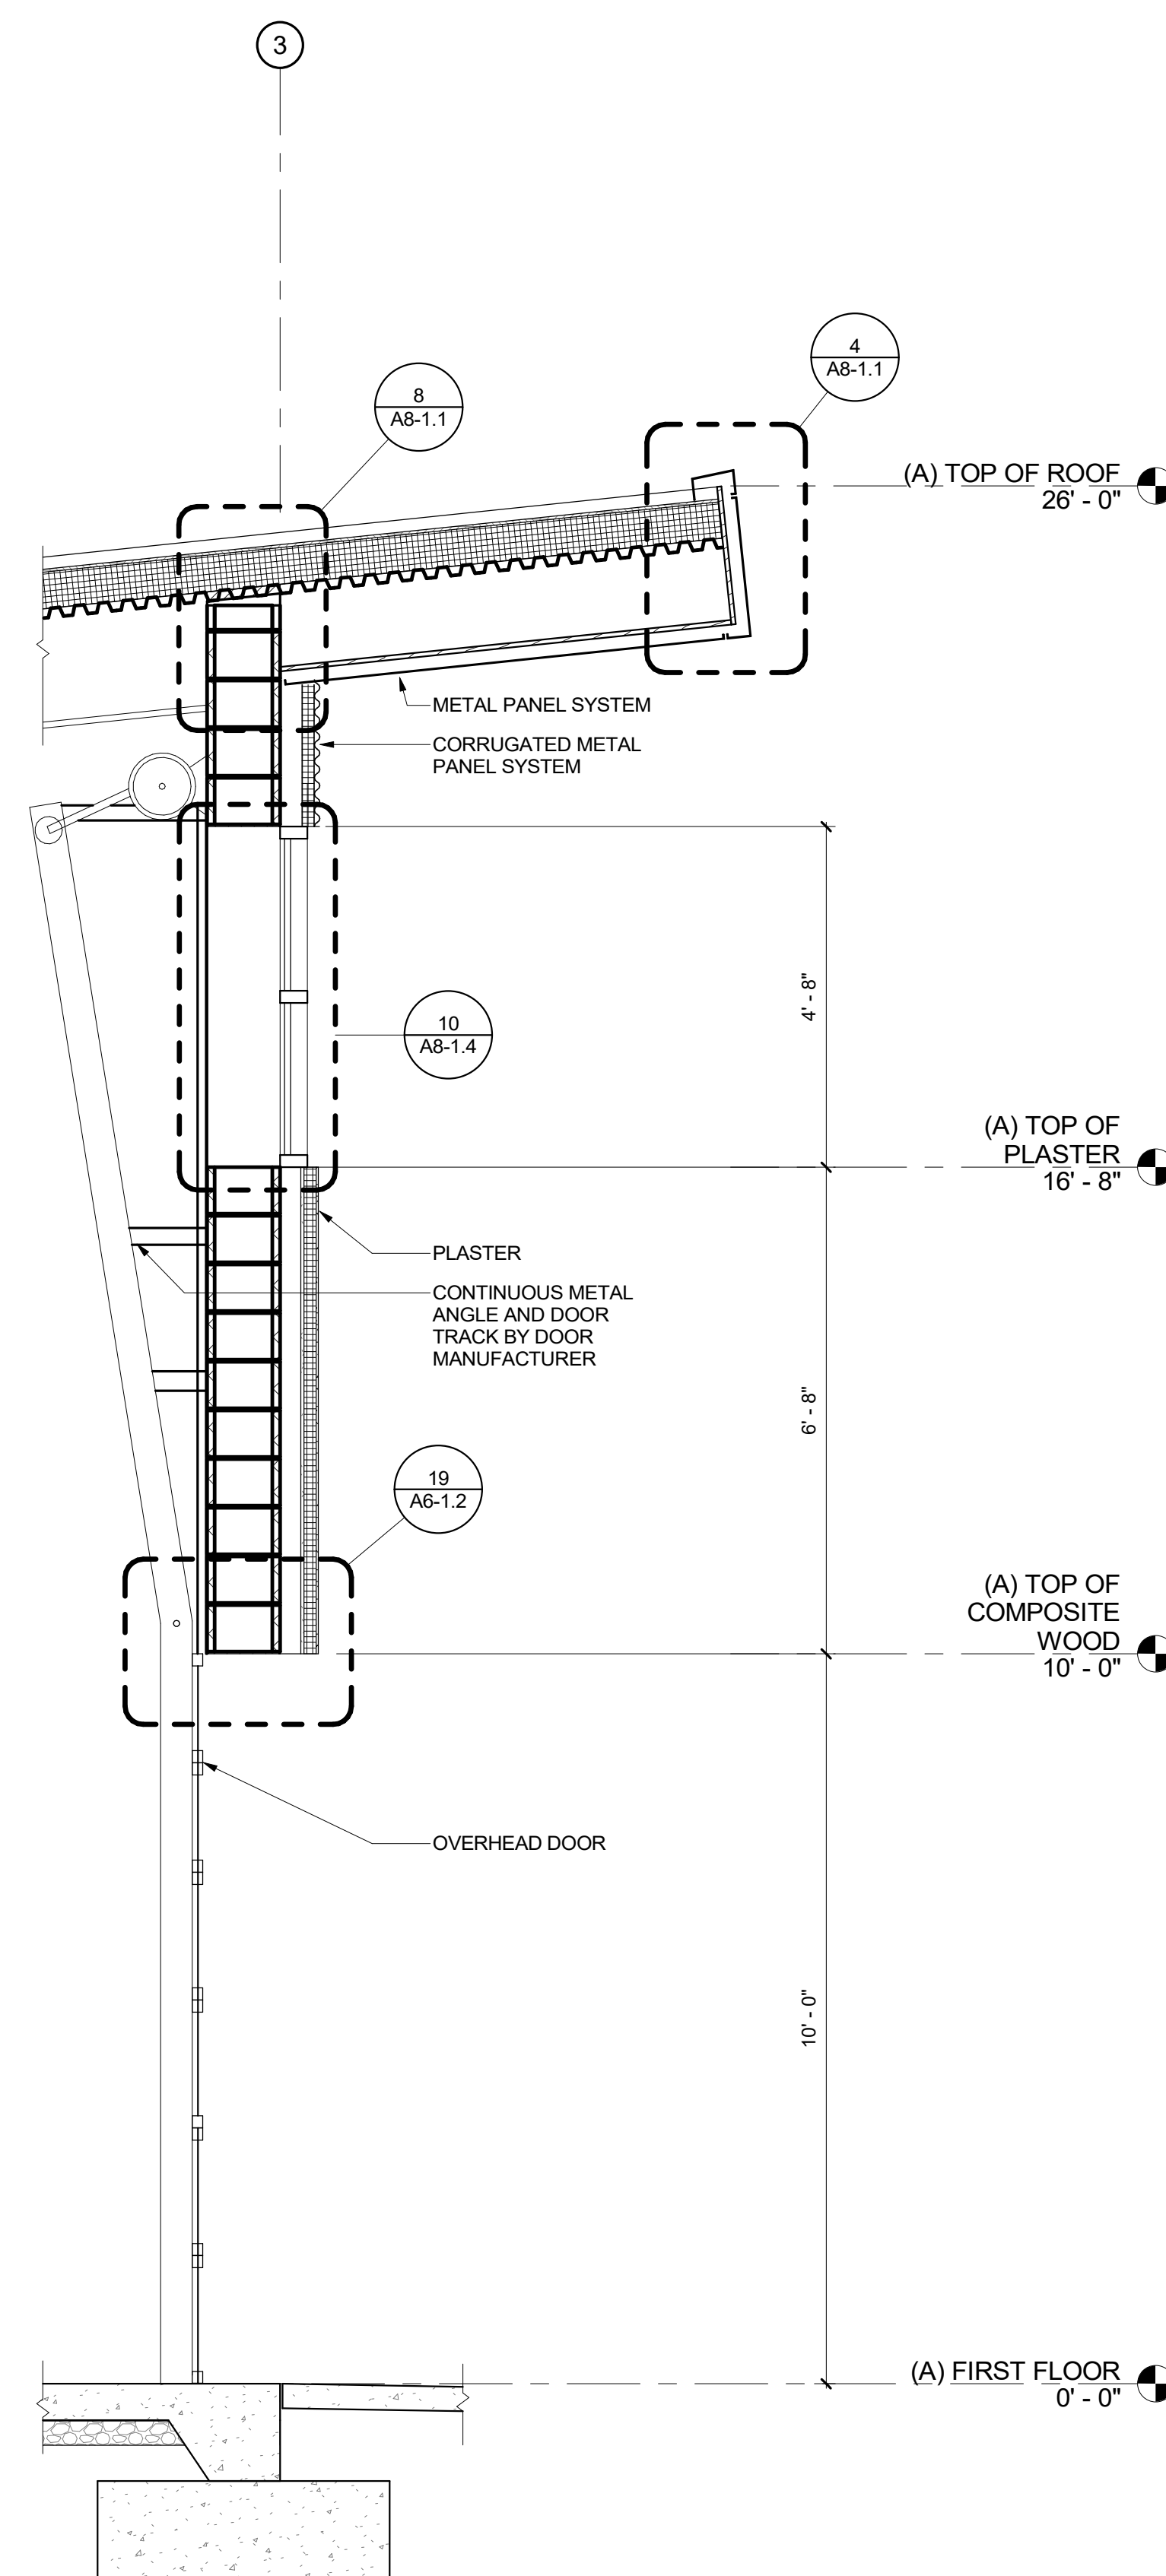 3
4
A8-1.1
8
A8-1.1
(A) TOP OF ROOF
26' - 0"
METAL PANEL SYSTEM
CORRUGATED METAL
PANEL SYSTEM
4' - 8"
10
A8-1.4
(A) TOP OF
PLASTER
16' - 8"
PLASTER
CONTINUOUS METAL
ANGLE AND DOOR
TRACK BY DOOR
MANUFACTURER
6' - 8"
19
A6-1.2
(A) TOP OF
COMPOSITE
WOOD
10' - 0"
OVERHEAD DOOR
10' - 0"
(A) FIRST FLOOR
0' - 0"